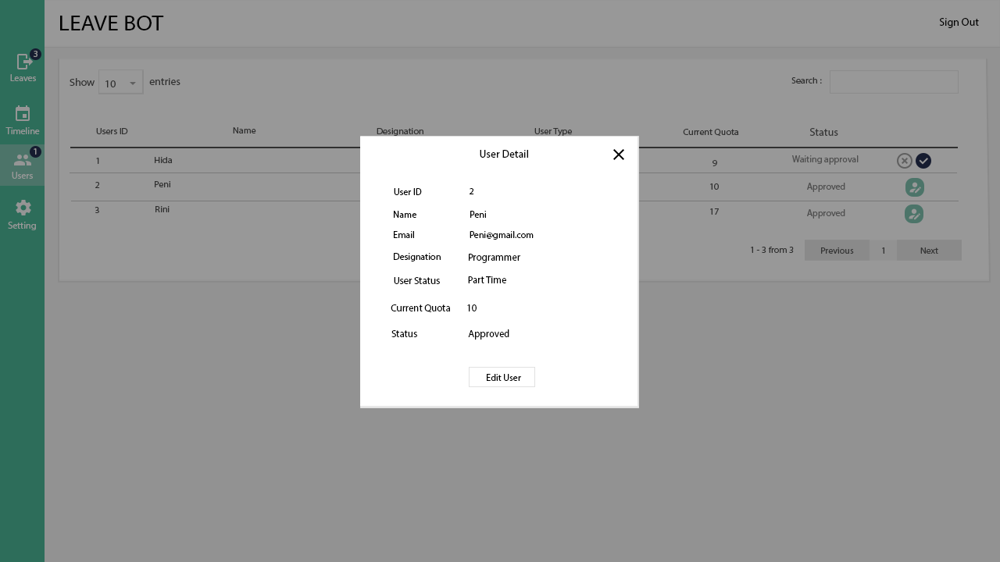 LEAVE BOT
Sign Out
3
Leaves
Timeline
1
Users
Setting
Show 10 entries
Search :
Users ID Name Designation User Type Current Quota Status
1 Hida 9 Waiting approval
2 Peni 10 Approved
3 Rini 17 Approved
1 - 3 from 3 Previous 1 Next
User Detail
User ID 2
Name Peni
Email Peni@gmail.com
Designation Programmer
User Status Part Time
Current Quota 10
Status Approved
Edit User